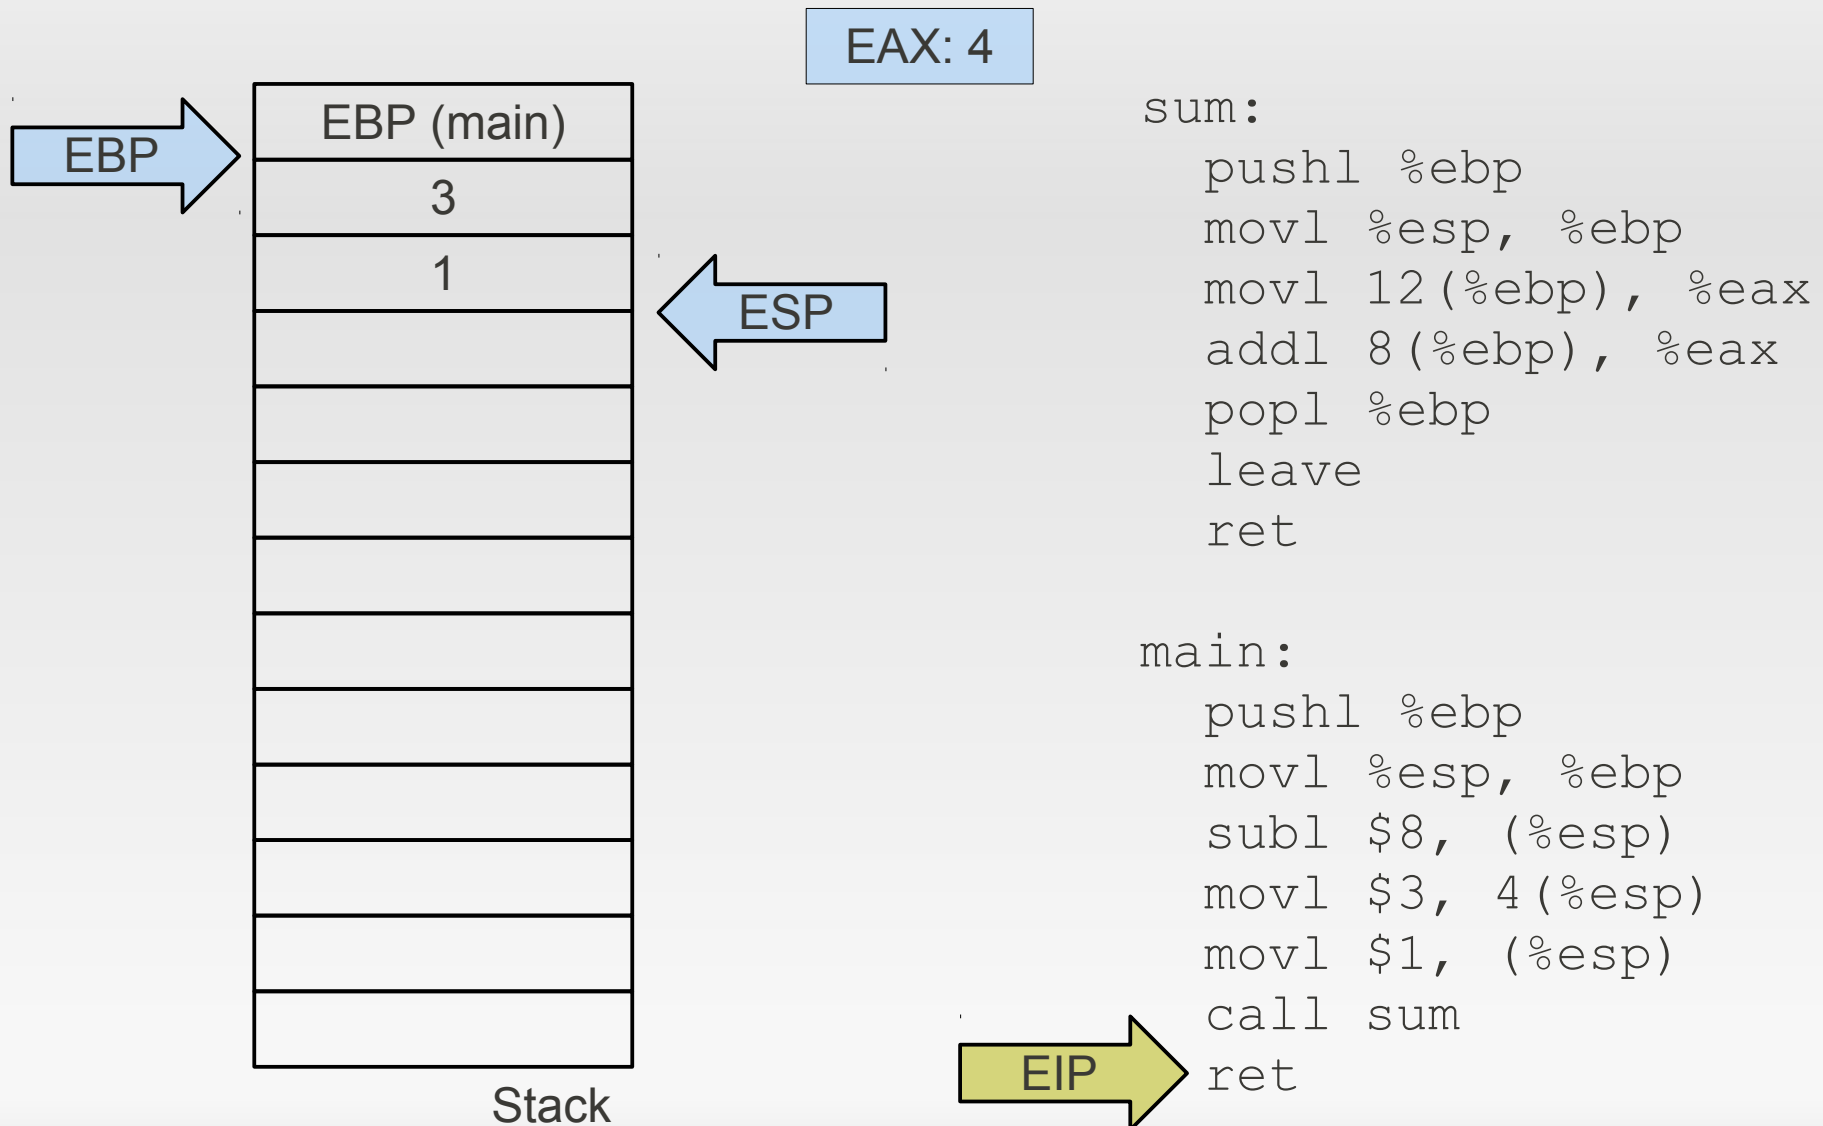 EAX: 4
EBP
EBP (main)
3
1
ESP
Stack
sum:
pushl %ebp
movl %esp, %ebp
movl 12(%ebp), %eax
addl 8(%ebp), %eax
popl %ebp
leave
ret
main:
pushl %ebp
movl %esp, %ebp
subl $8, (%esp)
movl $3, 4(%esp)
movl $1, (%esp)
call sum
EIP
ret